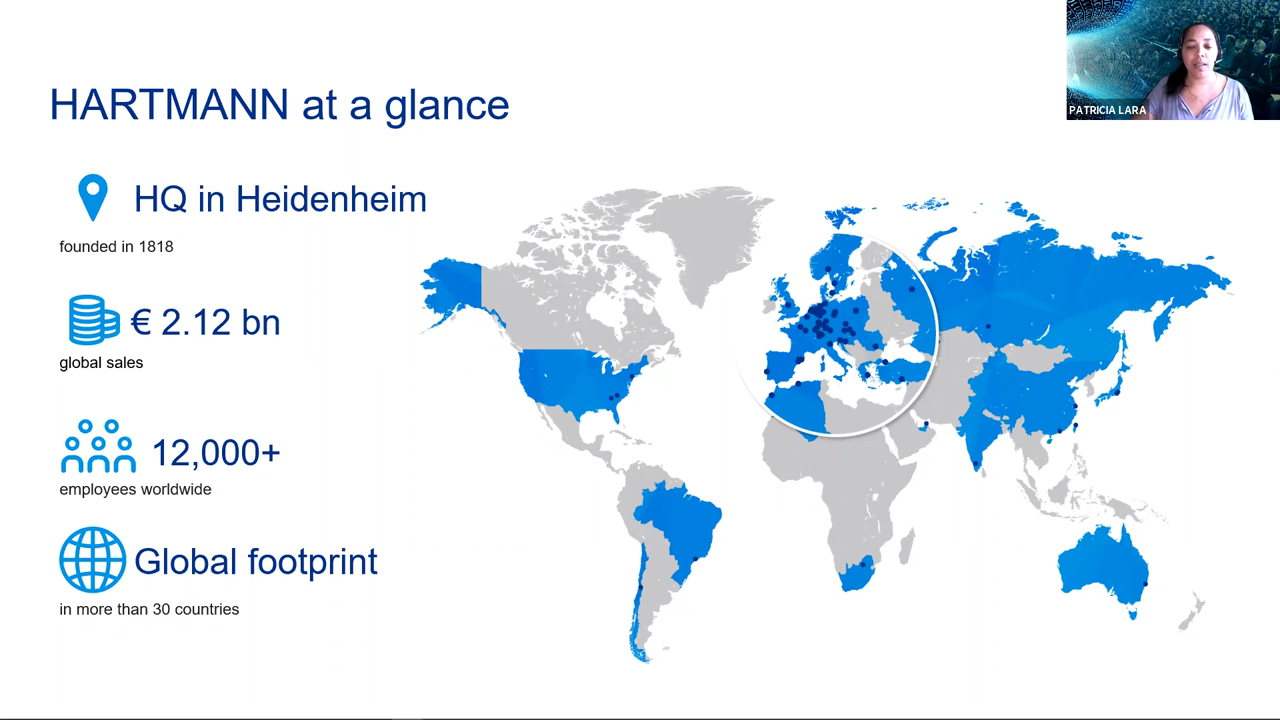 PATRICIA LARA
HARTMANN at a glance
HQ in Heidenheim
founded in 1818
€ 2.12 bn
global sales
12,000+
employees worldwide
Global footprint
in more than 30 countries